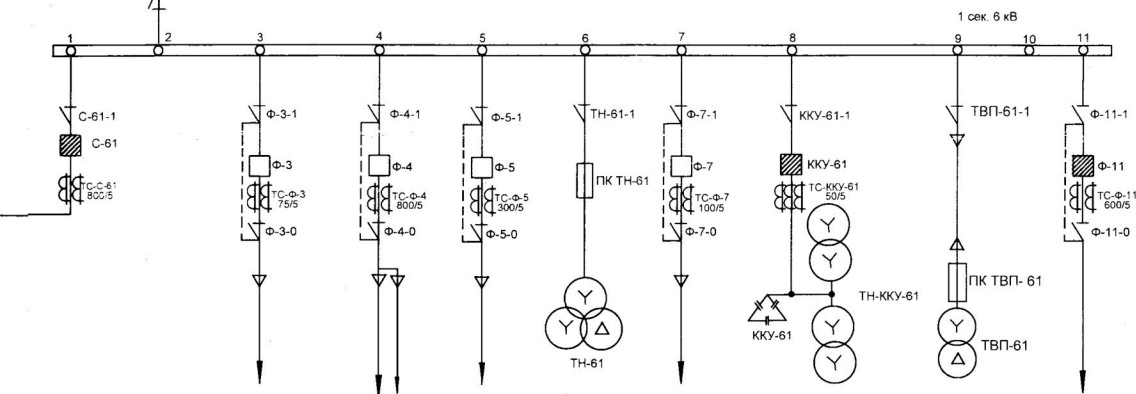 1 сек. 6 кВ
1
2
3
4
5
6
7
8
9
10
11
С-61-1
Ф-3-1
Ф-4-1
Ф-5-1
ТН-61-1
Ф-7-1
ККУ-61-1
ТВП-61-1
Ф-11-1
С-61
Ф-3
Ф-4
Ф-5
ПК ТН-61
Ф-7
ККУ-61
Ф-11
ТС-С-61
800/5
ТС-Ф-3
75/5
ТС-Ф-4
800/5
ТС-Ф-5
300/5
ТС-Ф-7
100/5
ТС-ККУ-61
50/5
ТС-Ф-11
600/5
Ф-3-0
Ф-4-0
Ф-5-0
Ф-7-0
Ф-11-0
ПК ТВП- 61
ТН-ККУ-61
ККУ-61
ТВП-61
ТН-61